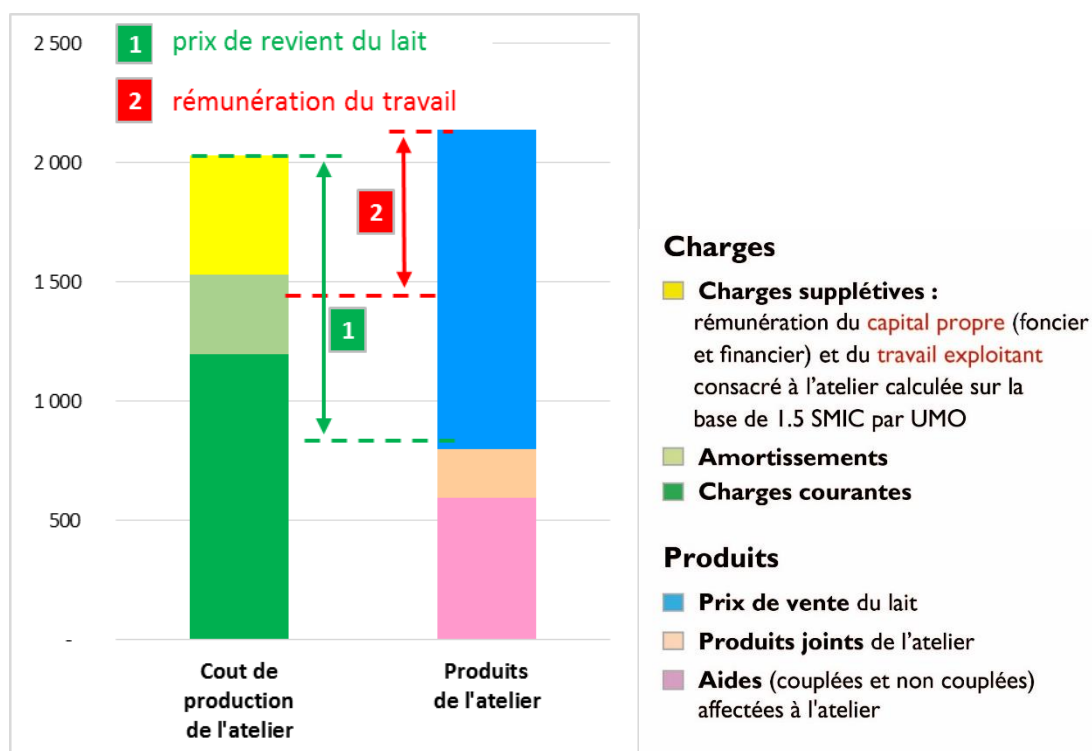 2 500
1 prix de revient du lait
2 rémunération du travail
2 000
2
1 500
1
1 000
500
-
Cout de
production
de l'atelier
Produits
de l'atelier
Charges
Charges supplétives :
rémunération du capital propre (foncier
et financier) et du travail exploitant
consacré à l'atelier calculée sur la
base de 1.5 SMIC par UMO
Amortissements
Charges courantes
Produits
Prix de vente du lait
Produits joints de l'atelier
Aides (couplées et non couplées)
affectées à l'atelier